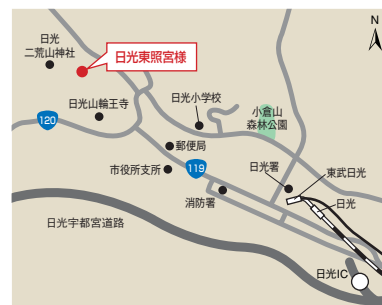 日光
二荒山神社
日光東照宮様
N
日光小学校
小倉山
森林公園
120
日光山輪王寺
郵便局
市役所支所
119
日光署
東武日光
消防署
日光
日光宇都宮道路
日光IC